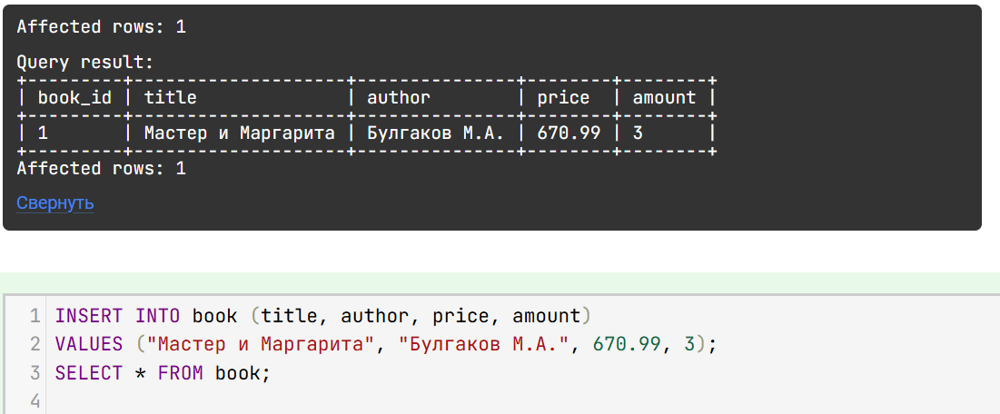 Affected rows: 1
Query result:
+---------+--------------------+---------------+--------+--------+
| book_id | title              | author        | price  | amount |
+---------+--------------------+---------------+--------+--------+
| 1       | Мастер и Маргарита | Булгаков М.А. | 670.99 | 3      |
+---------+--------------------+---------------+--------+--------+
Affected rows: 1
Свернуть
1 INSERT INTO book (title, author, price, amount)
2 VALUES ("Мастер и Маргарита", "Булгаков М.А.", 670.99, 3);
3 SELECT * FROM book;
4